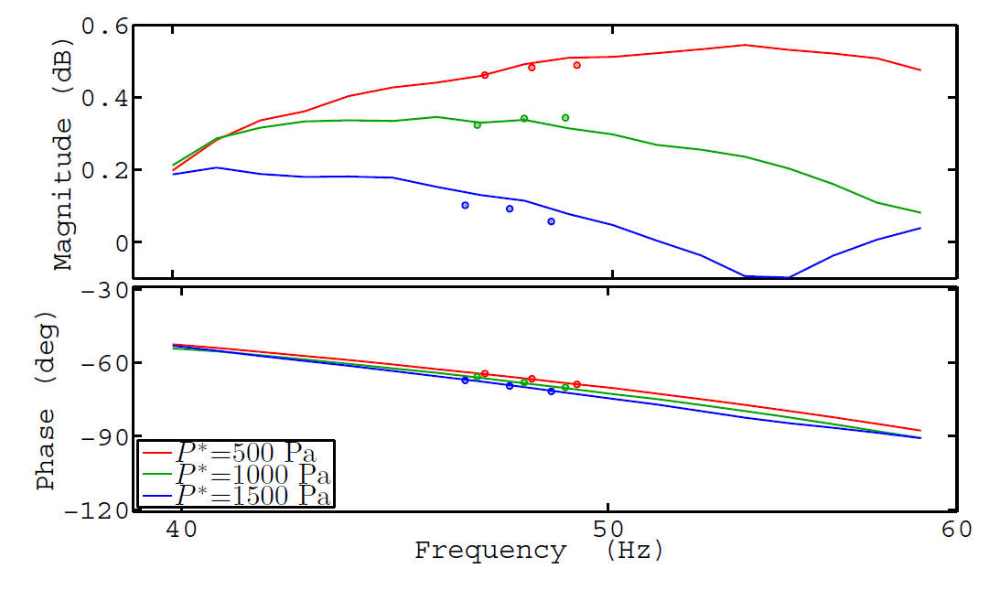 0.6
0.4
0.2
0
Magnitude (dB)
-30
-60
-90
-120
Phase (deg)
P*=500 Pa
P*=1000 Pa
P*=1500 Pa
40
50
60
Frequency (Hz)